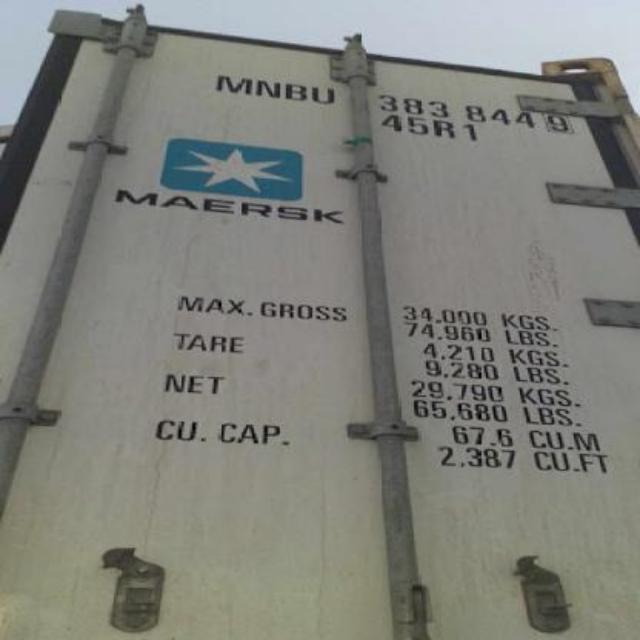 MNBU 383 844 9
45R1
MAERSK
MAX. GROSS 34.000 KGS.
74.960 LBS.
TARE 4.210 KGS.
9.280 LBS.
NET 29.790 KGS.
65.680 LBS.
CU. CAP. 67.6 CU.M
2.387 CU.FT